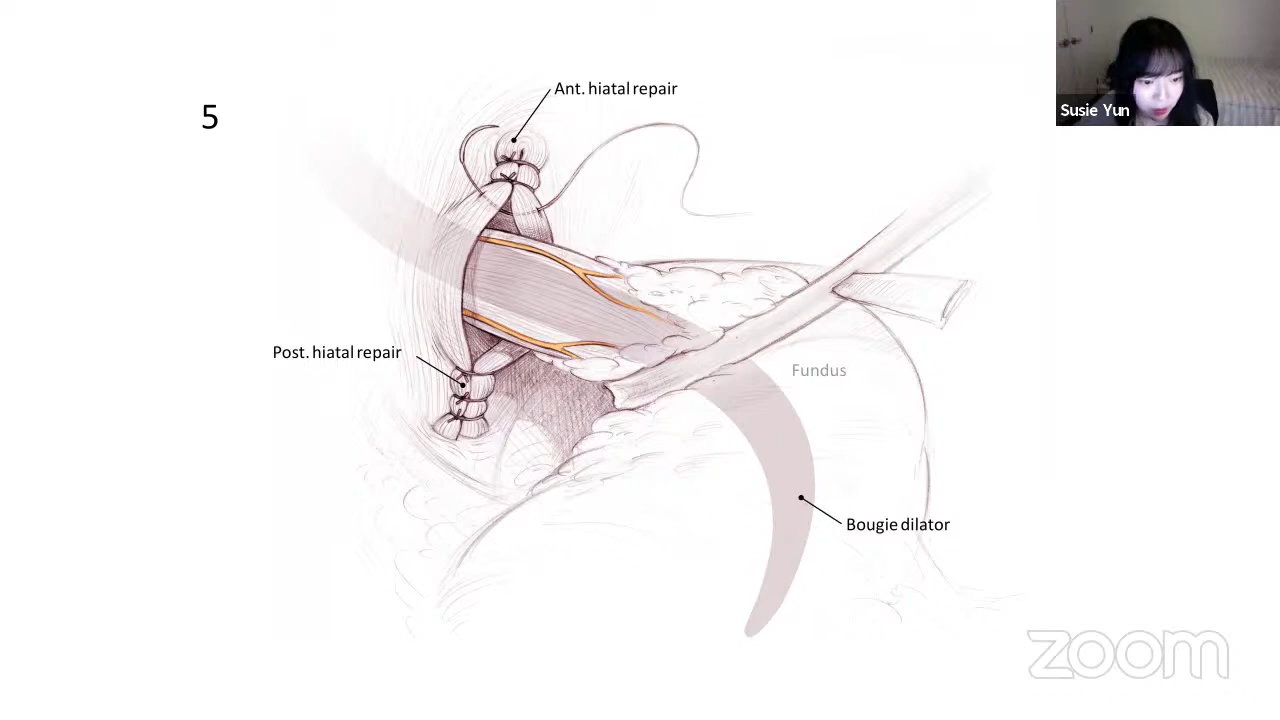 Ant. hiatal repair
5
Susie Yun
Post. hiatal repair
Fundus
Bougie dilator
zoom